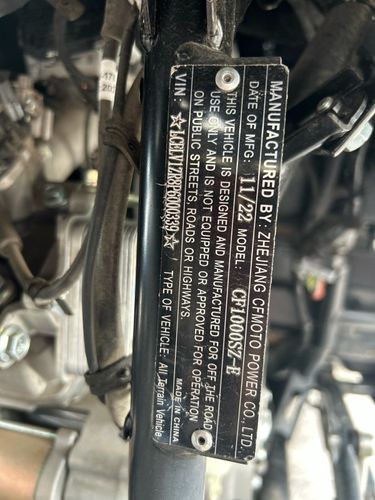 MANUFACTURED BY: ZHEJIANG CFMOTO POWER CO., LTD.
DATE OF MFG: 11/22 MODEL: CF1000SZ-E
THIS VEHICLE IS DESIGNED AND MANUFACTURED FOR OFF THE ROAD
USE ONLY AND IS NOT EQUIPPED OR APPROVED FOR OPERATION
ON PUBLIC STREETS, ROADS OR HIGHWAYS.
MADE IN CHINA
VIN: ☆LCELV1ZR8P6000339☆ TYPE OF VEHICLE: All Terrain Vehicle